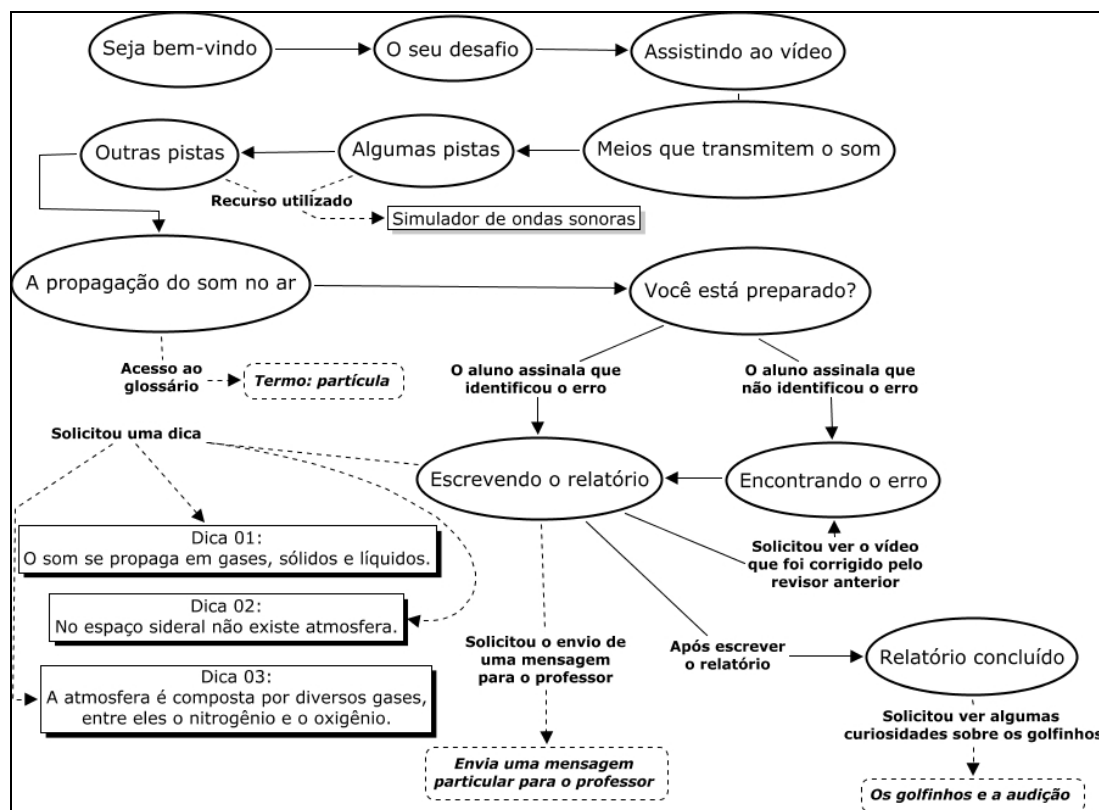 Seja bem-vindo
O seu desafio
Assistindo ao vídeo
Outras pistas
Algumas pistas
Meios que transmitem o som
Recurso utilizado
Simulador de ondas sonoras
A propagação do som no ar
Você está preparado?
Acesso ao
glossário
Termo: partícula
O aluno assinala que
identificou o erro
O aluno assinala que
não identificou o erro
Solicitou uma dica
Escrevendo o relatório
Encontrando o erro
Dica 01:
O som se propaga em gases, sólidos e líquidos.
Solicitou ver o vídeo
que foi corrigido pelo
revisor anterior
Dica 02:
No espaço sideral não existe atmosfera.
Dica 03:
A atmosfera é composta por diversos gases,
entre eles o nitrogênio e o oxigênio.
Solicitou o envio de
uma mensagem
para o professor
Após escrever
o relatório
Relatório concluído
Solicitou ver algumas
curiosidades sobre os golfinhos
Envia uma mensagem
particular para o professor
Os golfinhos e a audição